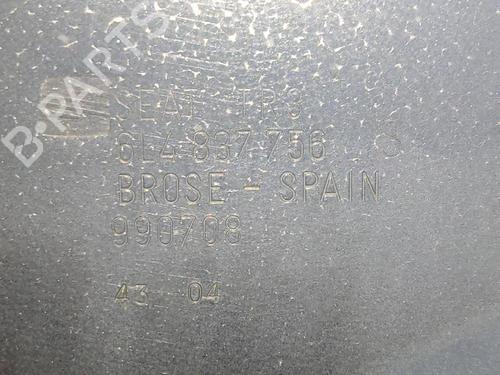 B-PARTS
SEAT TR3
6L4 837 756
BROSE - SPAIN
990708
43 04